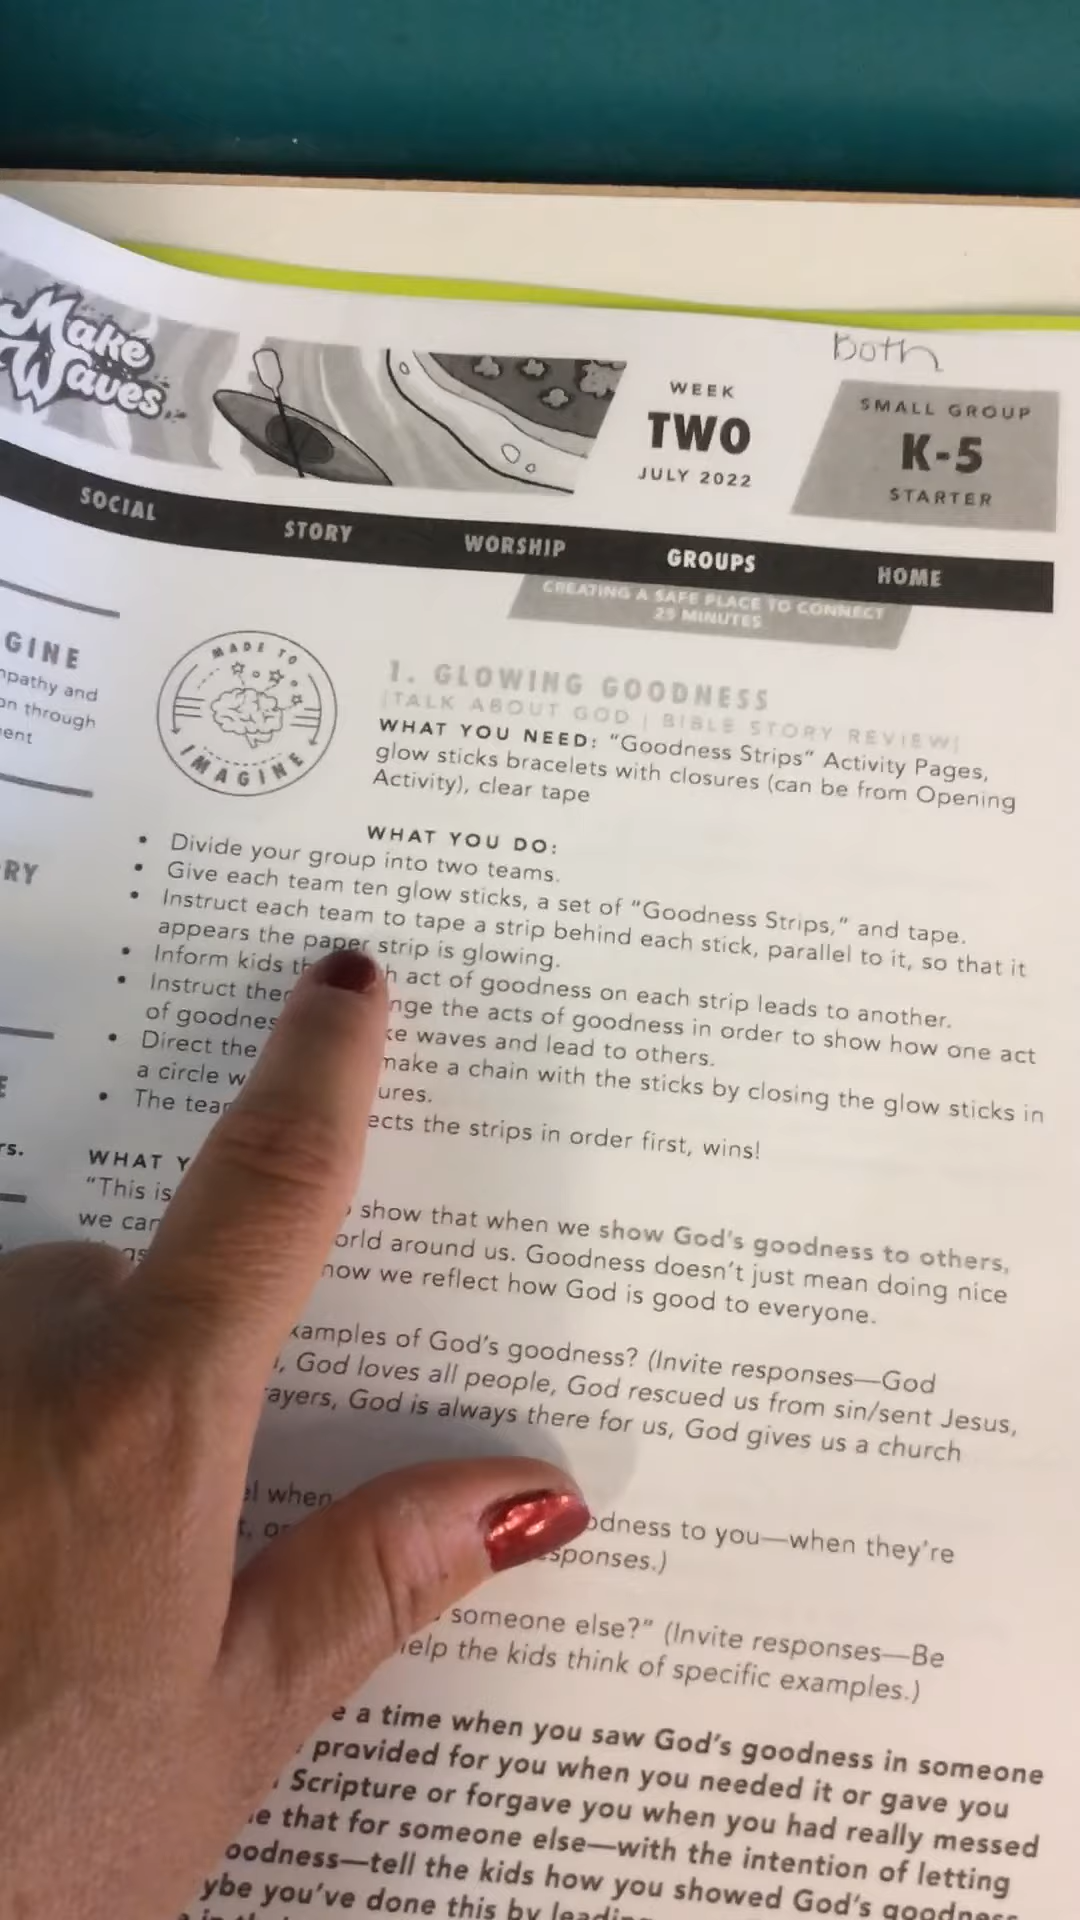 Both
Make
Waves
WEEK
TWO
JULY 2022
SMALL GROUP
K-5
STARTER
SOCIAL STORY WORSHIP GROUPS HOME
CREATING A SAFE PLACE TO CONNECT
25 MINUTES
GINE
pathy and
on through
ent
RY
MADE TO
IMAGINE
1. GLOWING GOODNESS
[TALK ABOUT GOD | BIBLE STORY REVIEW]
WHAT YOU NEED: "Goodness Strips" Activity Pages,
glow sticks bracelets with closures (can be from Opening
Activity), clear tape
WHAT YOU DO:
• Divide your group into two teams.
• Give each team ten glow sticks, a set of "Goodness Strips," and tape.
• Instruct each team to tape a strip behind each stick, parallel to it, so that it
appears the paper strip is glowing.
• Inform kids th h act of goodness on each strip leads to another.
• Instruct the nge the acts of goodness in order to show how one act
of goodnes ke waves and lead to others.
• Direct the make a chain with the sticks by closing the glow sticks in
a circle w ures.
• The tea ects the strips in order first, wins!
WHAT Y
"This is show that when we show God's goodness to others,
we can orld around us. Goodness doesn't just mean doing nice
how we reflect how God is good to everyone.
xamples of God's goodness? (Invite responses—God
, God loves all people, God rescued us from sin/sent Jesus,
rayers, God is always there for us, God gives us a church
el when odness to you—when they're
t, or sponses.)
someone else?" (Invite responses—Be
help the kids think of specific examples.)
e a time when you saw God's goodness in someone
provided for you when you needed it or gave you
Scripture or forgave you when you had really messed
e that for someone else—with the intention of letting
oodness—tell the kids how you showed God's goodness
ybe you've done this by